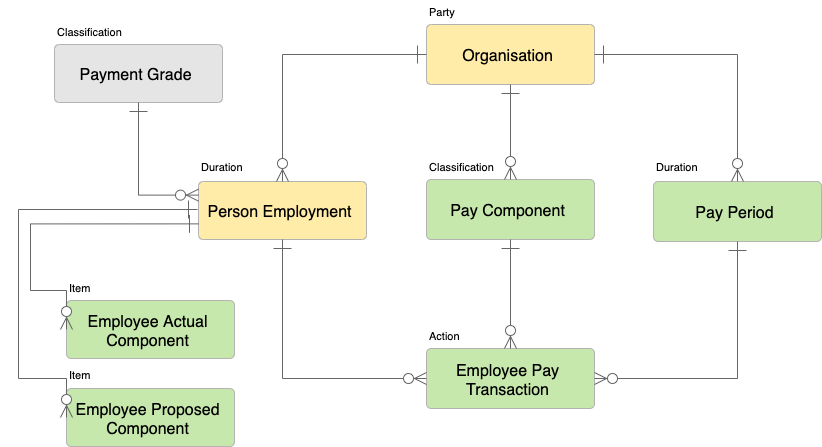 Party
Organisation
Classification
Payment Grade
Duration
Person Employment
Classification
Pay Component
Duration
Pay Period
Item
Employee Actual
Component
Action
Employee Pay
Transaction
Item
Employee Proposed
Component